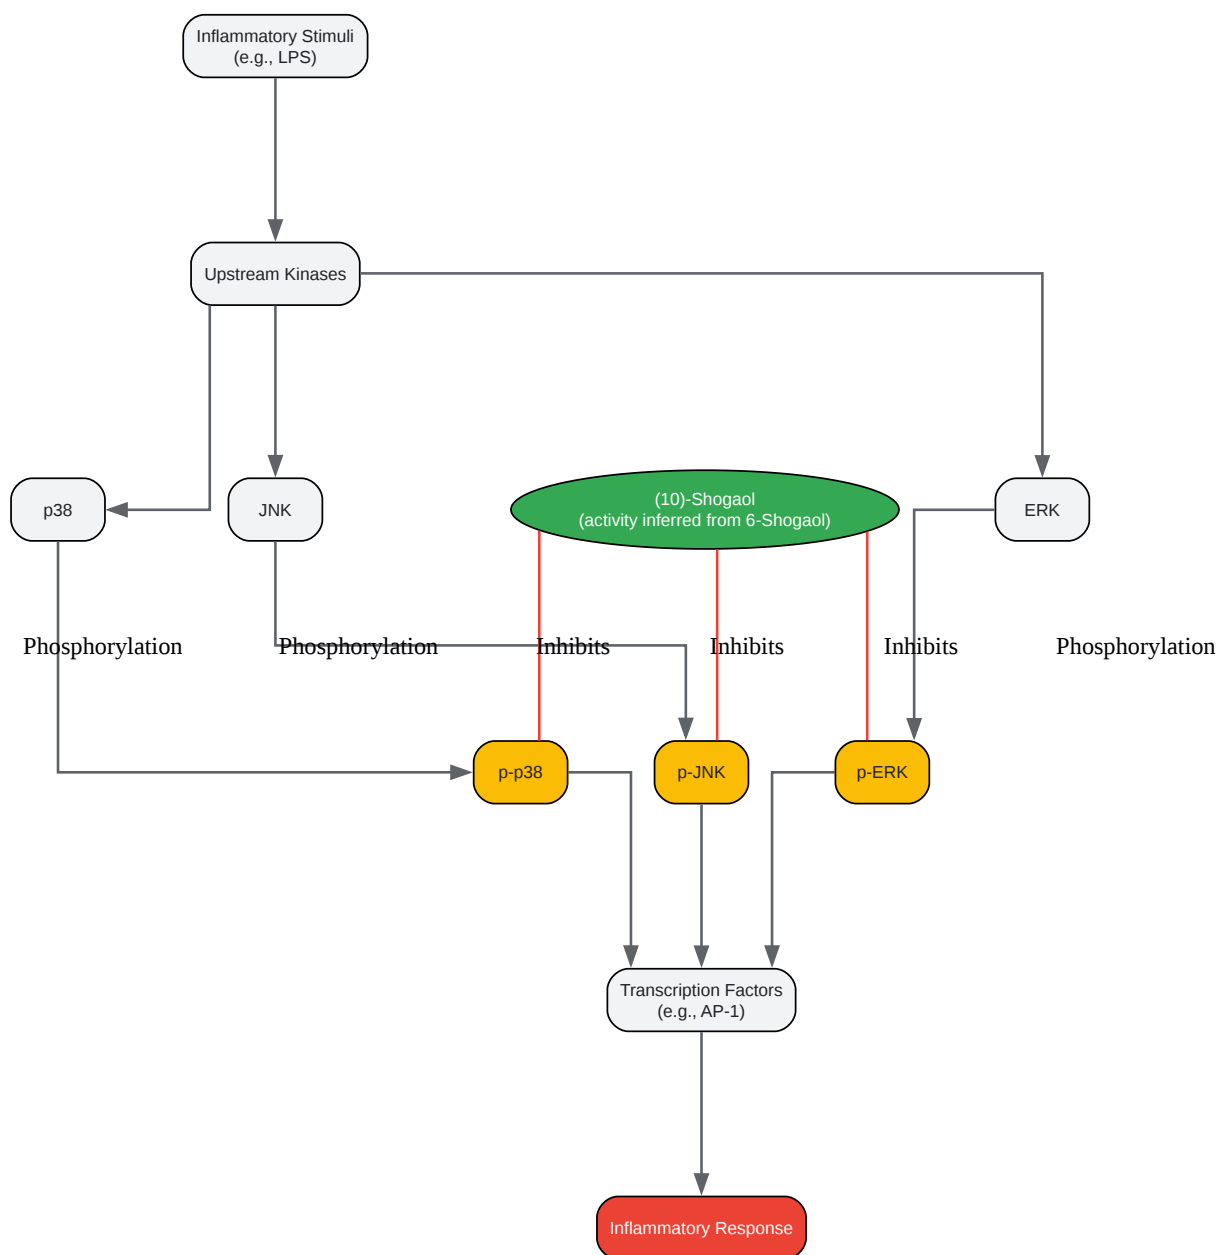 Inflammatory Stimuli
(e.g., LPS)
Upstream Kinases
p38
JNK
(10)-Shogaol
(activity inferred from 6-Shogaol)
ERK
Phosphorylation
Phosphorylation
Inhibits
Inhibits
Inhibits
Phosphorylation
p-p38
p-JNK
p-ERK
Transcription Factors
(e.g., AP-1)
Inflammatory Response